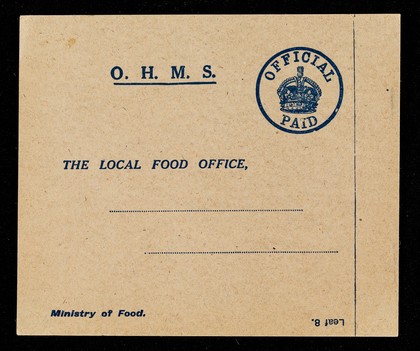 O. H. M. S.
OFFICIAL
PAID
THE LOCAL FOOD OFFICE,
Ministry of Food.
Leaf 8.